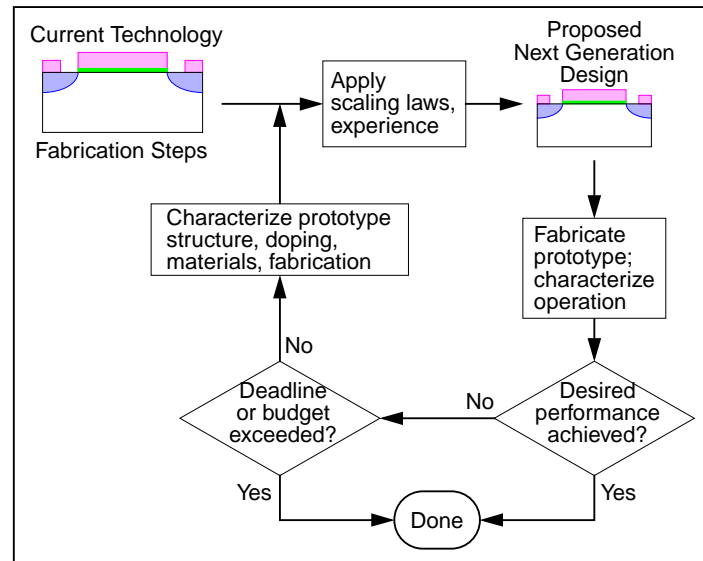 Current Technology
Fabrication Steps
Apply
scaling laws,
experience
Proposed
Next Generation
Design
Fabricate
prototype;
characterize
operation
Desired
performance
achieved?
No
Yes
Deadline
or budget
exceeded?
No
Yes
Characterize prototype
structure, doping,
materials, fabrication
Done